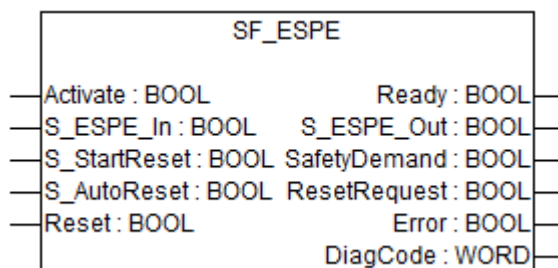 SF_ESPE
Activate : BOOL Ready : BOOL
S_ESPE_In : BOOL S_ESPE_Out : BOOL
S_StartReset : BOOL SafetyDemand : BOOL
S_AutoReset : BOOL ResetRequest : BOOL
Reset : BOOL Error : BOOL
DiagCode : WORD